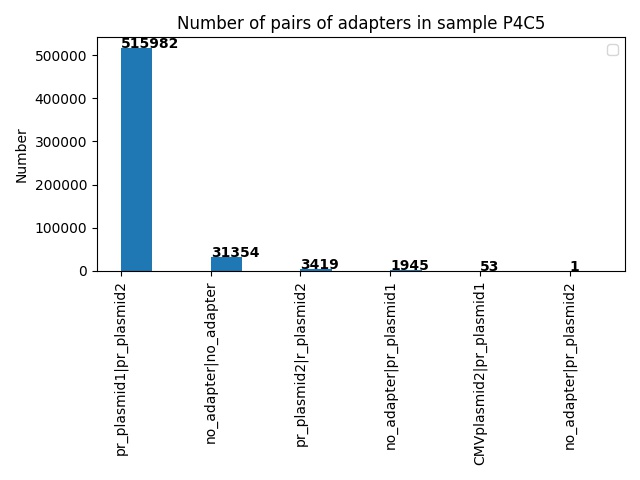 Number of pairs of adapters in sample P4C5
Number
500000
400000
300000
200000
100000
0
515982
31354
3419
1945
53
1
pr_plasmid1|pr_plasmid2
no_adapter|no_adapter
pr_plasmid2|r_plasmid2
no_adapter|pr_plasmid1
CMVplasmid2|pr_plasmid1
no_adapter|pr_plasmid2